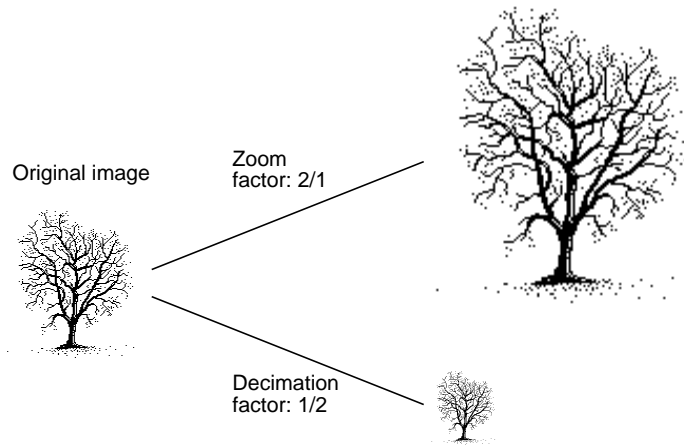 Original image
Zoom
factor: 2/1
Decimation
factor: 1/2